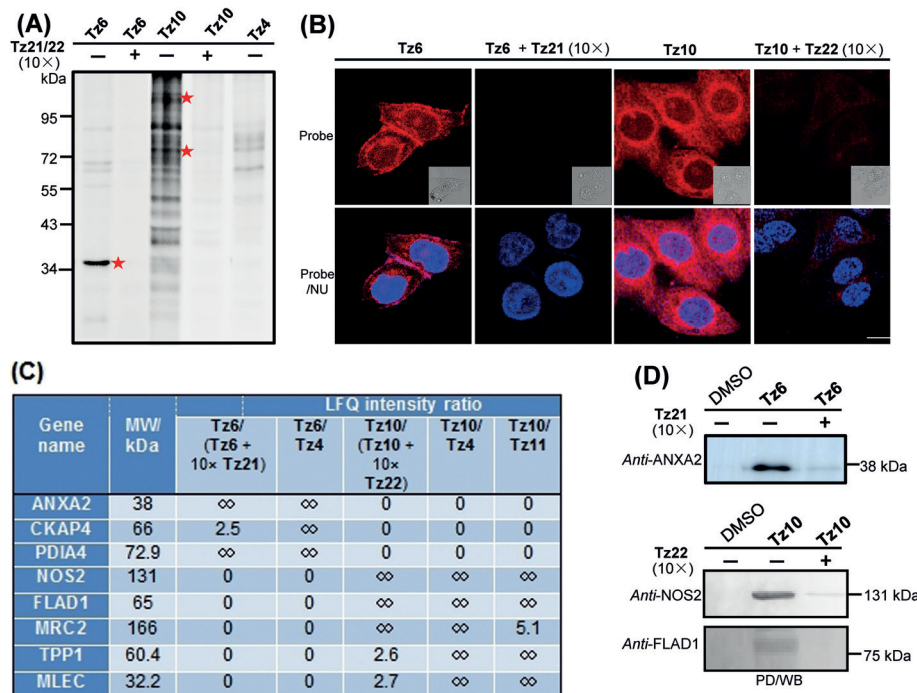 (A)
Tz6 Tz6 Tz10 Tz10 Tz4
Tz21/22 – + – + –
(10×)
kDa
95
72
55
43
34
(B)
Tz6 Tz6 + Tz21 (10×) Tz10 Tz10 + Tz22 (10×)
Probe
Probe
/NU
(C)
Gene name MW/ kDa LFQ intensity ratio
Tz6/ (Tz6 + 10× Tz21) Tz6/ Tz4 Tz10/ (Tz10 + 10× Tz22) Tz10/ Tz4 Tz10/ Tz11
ANXA2 38 ∞ ∞ 0 0 0
CKAP4 66 2.5 ∞ 0 0 0
PDIA4 72.9 ∞ ∞ 0 0 0
NOS2 131 0 0 ∞ ∞ ∞
FLAD1 65 0 0 ∞ ∞ ∞
MRC2 166 0 0 ∞ ∞ 5.1
TPP1 60.4 0 0 2.6 ∞ ∞
MLEC 32.2 0 0 2.7 ∞ ∞
(D)
DMSO Tz6 Tz6
Tz21 – – +
(10×)
Anti-ANXA2 38 kDa
DMSO Tz10 Tz10
Tz22 – – +
(10×)
Anti-NOS2 131 kDa
Anti-FLAD1 75 kDa
PD/WB